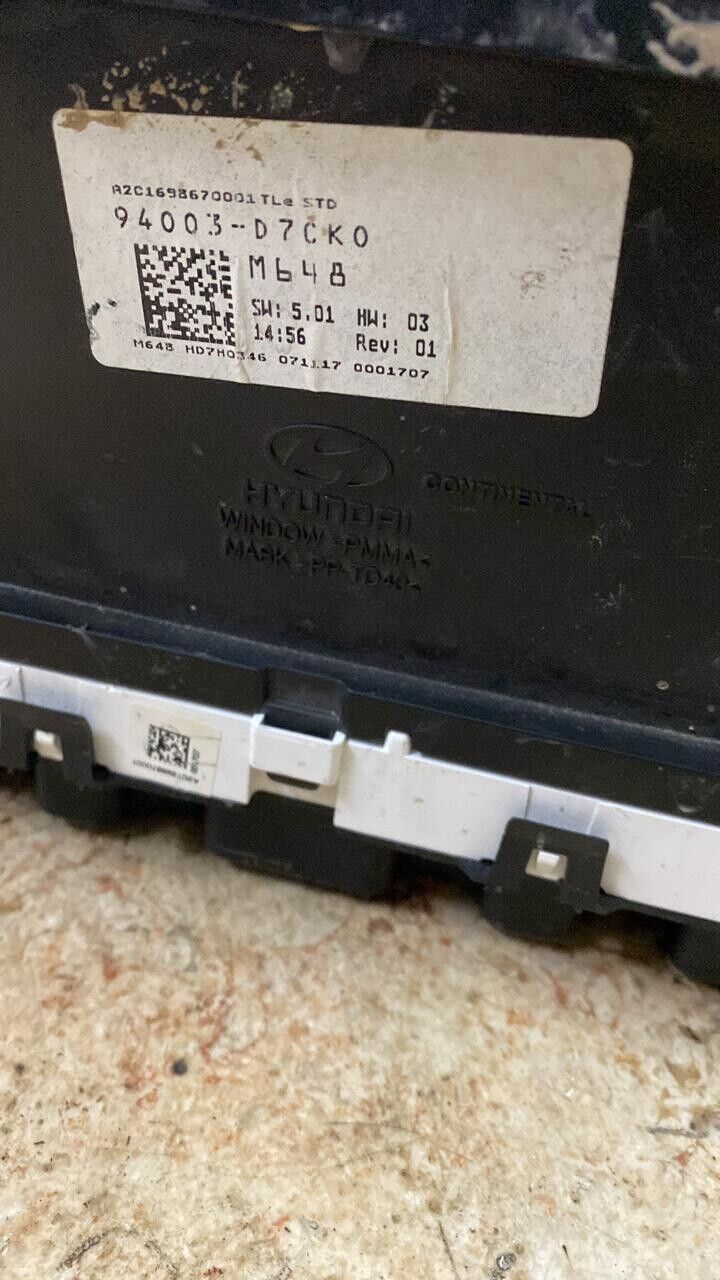 A2C1698670001 TLe STD
94003-D7CK0
M648
SW: 5.01 HW: 03
14:56 Rev: 01
M648 HD7H0346 071117 0001707
HYUNDAI
CONTINENTAL
WINDOW >PMMA<
MASK >PP-TD40<